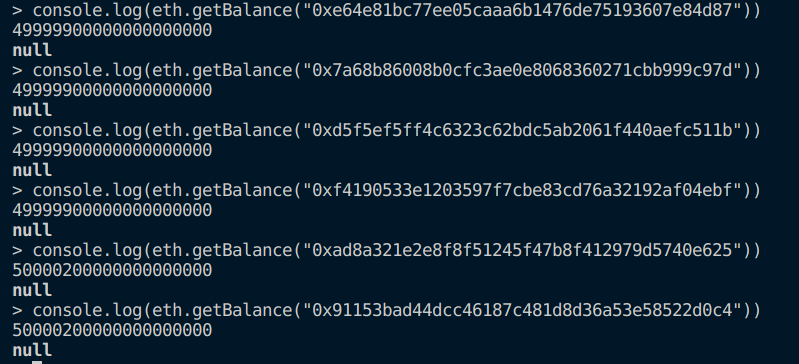 > console.log(eth.getBalance("0xe64e81bc77ee05caaa6b1476de75193607e84d87"))
49999900000000000000
null
> console.log(eth.getBalance("0x7a68b86008b0cfc3ae0e8068360271cbb999c97d"))
49999900000000000000
null
> console.log(eth.getBalance("0xd5f5ef5ff4c6323c62bdc5ab2061f440aefc511b"))
49999900000000000000
null
> console.log(eth.getBalance("0xf4190533e1203597f7cbe83cd76a32192af04ebf"))
49999900000000000000
null
> console.log(eth.getBalance("0xad8a321e2e8f8f51245f47b8f412979d5740e625"))
50000200000000000000
null
> console.log(eth.getBalance("0x91153bad44dcc46187c481d8d36a53e58522d0c4"))
50000200000000000000
null